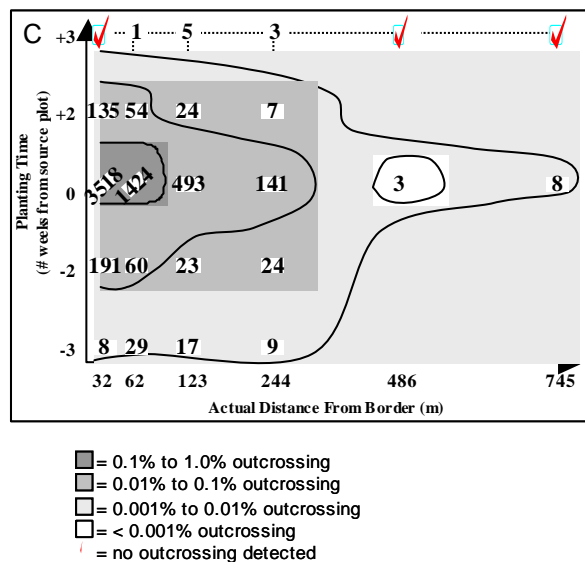 C +3 1 5 3
+2 135 54 24 7
0 3518 1424 493 141 3 8
-2 191 60 23 24
-3 8 29 17 9
32 62 123 244 486 745
Planting Time
(# weeks from source plot)
Actual Distance From Border (m)
= 0.1% to 1.0% outcrossing
= 0.01% to 0.1% outcrossing
= 0.001% to 0.01% outcrossing
= < 0.001% outcrossing
= no outcrossing detected